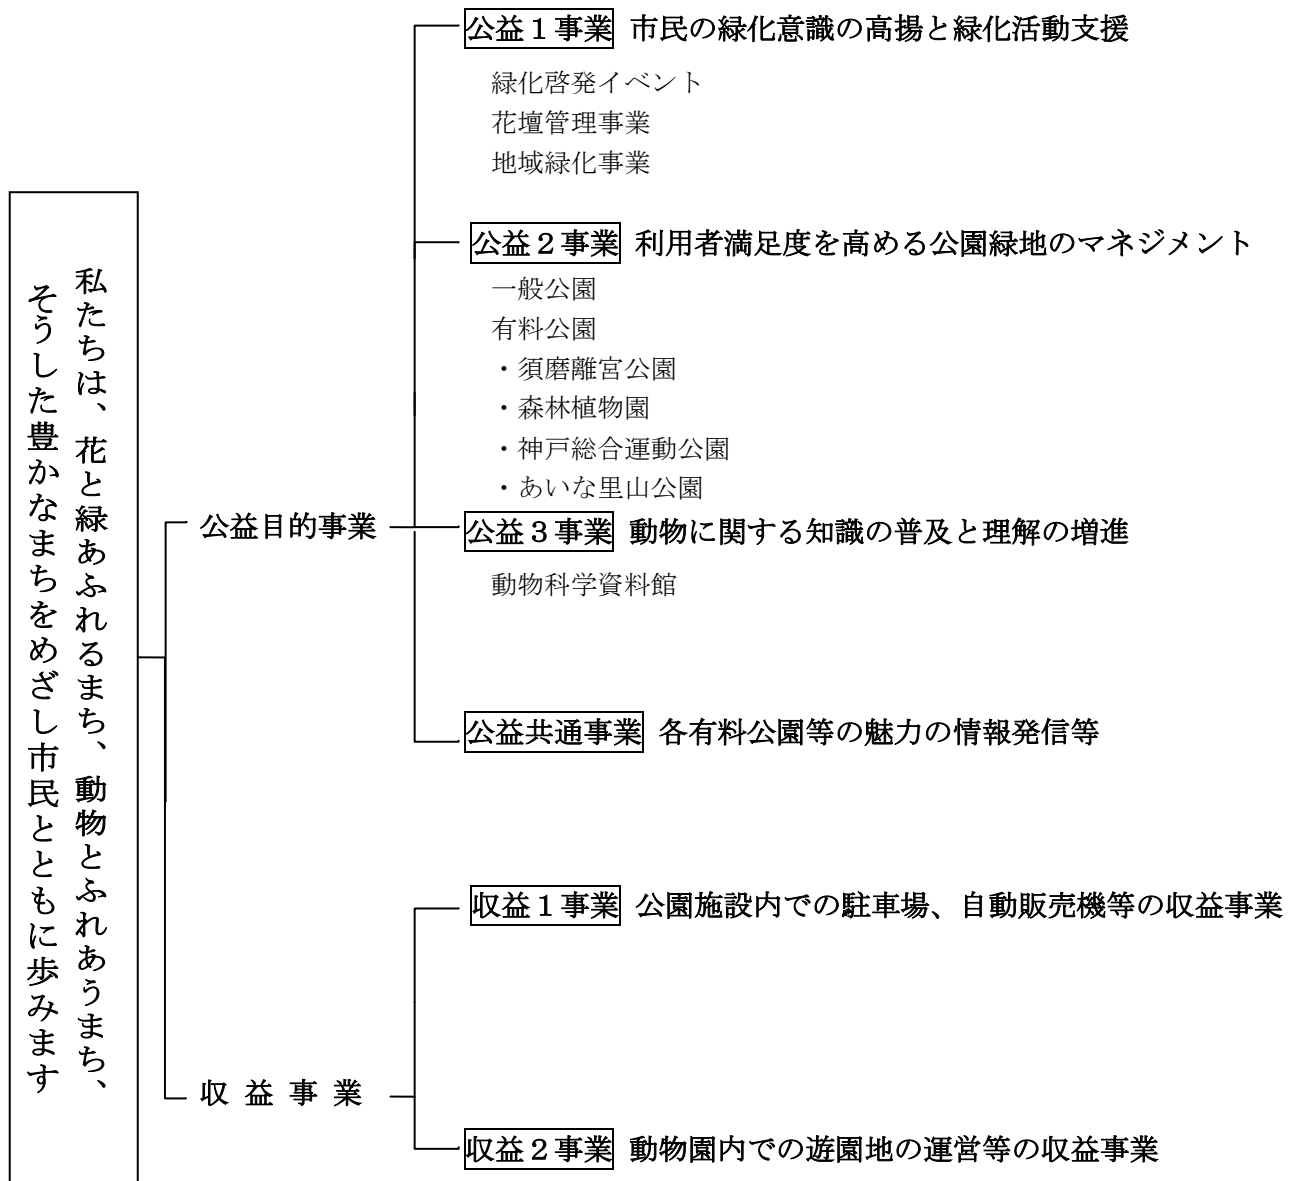 私たちは、花と緑あふれるまち、動物とふれあうまち、
そうした豊かなまちをめざし市民とともに歩みます
公益目的事業
公益１事業 市民の緑化意識の高揚と緑化活動支援
緑化啓発イベント
花壇管理事業
地域緑化事業
公益２事業 利用者満足度を高める公園緑地のマネジメント
一般公園
有料公園
・須磨離宮公園
・森林植物園
・神戸総合運動公園
・あいな里山公園
公益３事業 動物に関する知識の普及と理解の増進
動物科学資料館
公益共通事業 各有料公園等の魅力の情報発信等
収 益 事 業
収益１事業 公園施設内での駐車場、自動販売機等の収益事業
収益２事業 動物園内での遊園地の運営等の収益事業